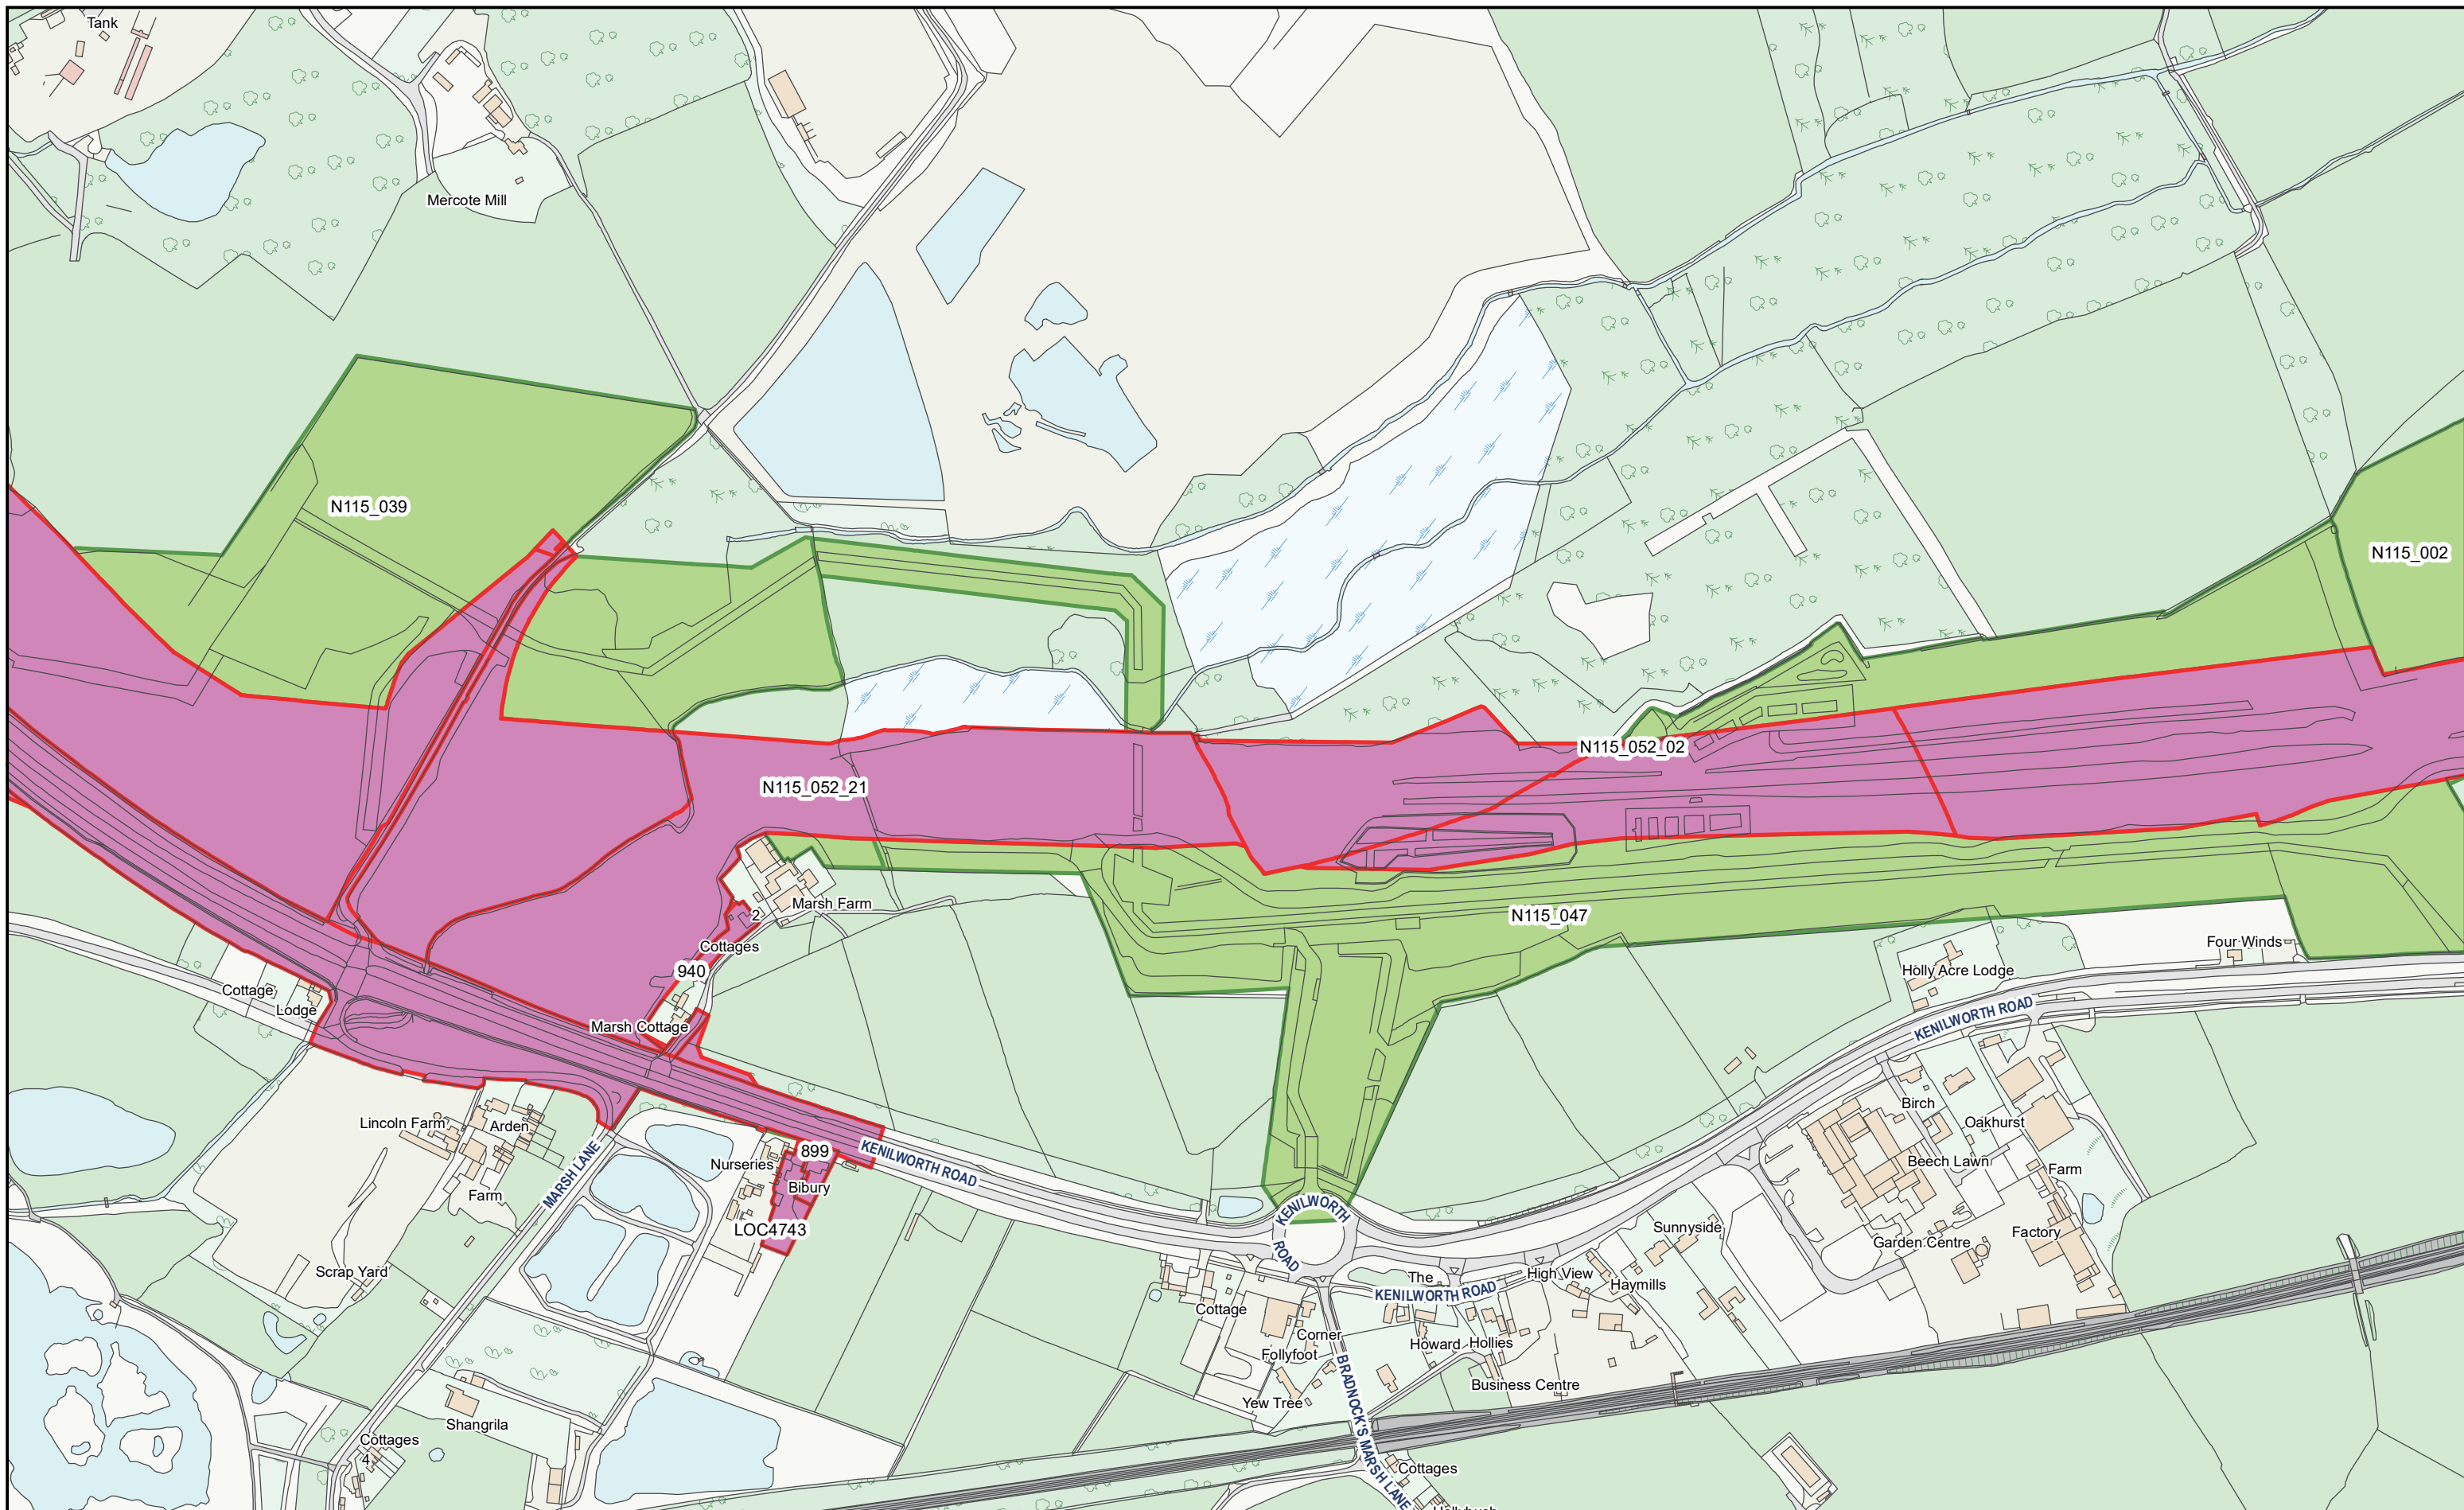 Tank
Mercote Mill
N115_039
N115_002
N115_052_02
N115_052_21
Marsh Farm
2
N115_047
Cottages
Four Winds
940
Holly Acre Lodge
Cottage
Lodge
KENILWORTH ROAD
Marsh Cottage
Birch
Lincoln Farm
Arden
Oakhurst
899
KENILWORTH ROAD
Nurseries
Beech Lawn
Farm
MARSH LANE
Bibury
Farm
KENILWORTH
ROAD
LOC4743
Sunnyside
Factory
Garden Centre
Scrap Yard
The
High View
Haymills
KENILWORTH ROAD
Cottage
Corner
Howard
Hollies
Follyfoot
Business Centre
Yew Tree
BRADNOCK'S MARSH LANE
Shangrila
Cottages
4
Cottages